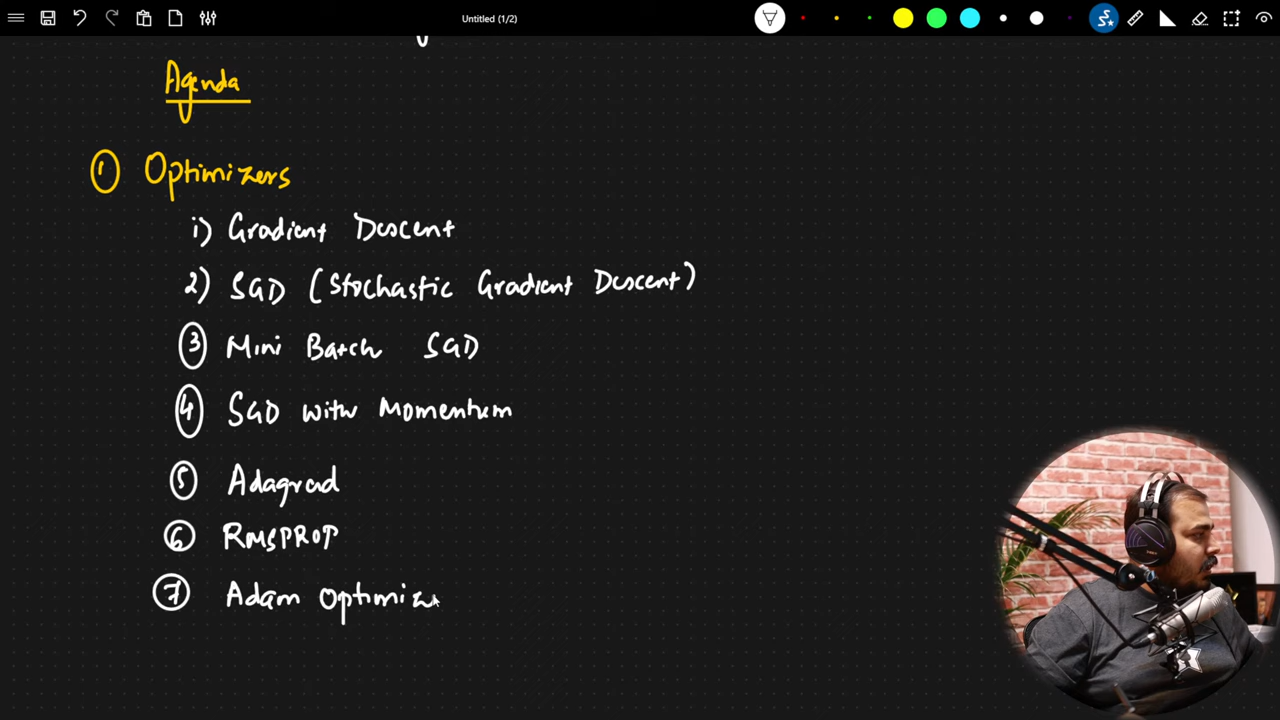 Untitled (1/2)
Agenda
① Optimizers
i) Gradient Descent
2) SGD (Stochastic Gradient Descent)
③ Mini Batch SGD
④ SGD with Momentum
⑤ Adagrad
⑥ RMSPROP
⑦ Adam Optimiz